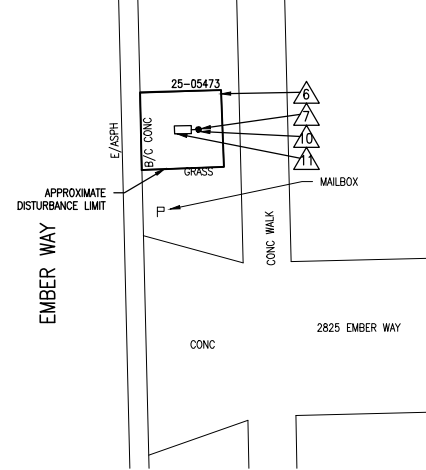 25-05473
6
7
10
11
E/ASPH
B/C CONC
GRASS
APPROXIMATE
DISTURBANCE LIMIT
MAILBOX
EMBER WAY
CONC WALK
2825 EMBER WAY
CONC